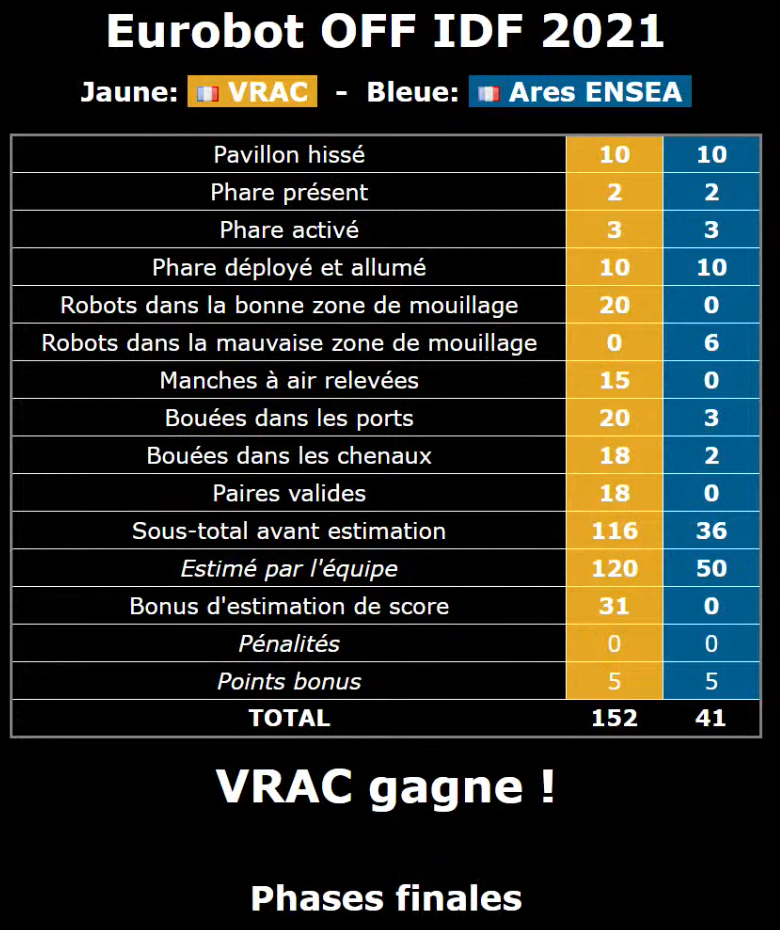 Eurobot OFF IDF 2021
Jaune: VRAC - Bleue: Ares ENSEA
Pavillon hissé 10 10
Phare présent 2 2
Phare activé 3 3
Phare déployé et allumé 10 10
Robots dans la bonne zone de mouillage 20 0
Robots dans la mauvaise zone de mouillage 0 6
Manches à air relevées 15 0
Bouées dans les ports 20 3
Bouées dans les chenaux 18 2
Paires valides 18 0
Sous-total avant estimation 116 36
Estimé par l'équipe 120 50
Bonus d'estimation de score 31 0
Pénalités 0 0
Points bonus 5 5
TOTAL 152 41
VRAC gagne !
Phases finales